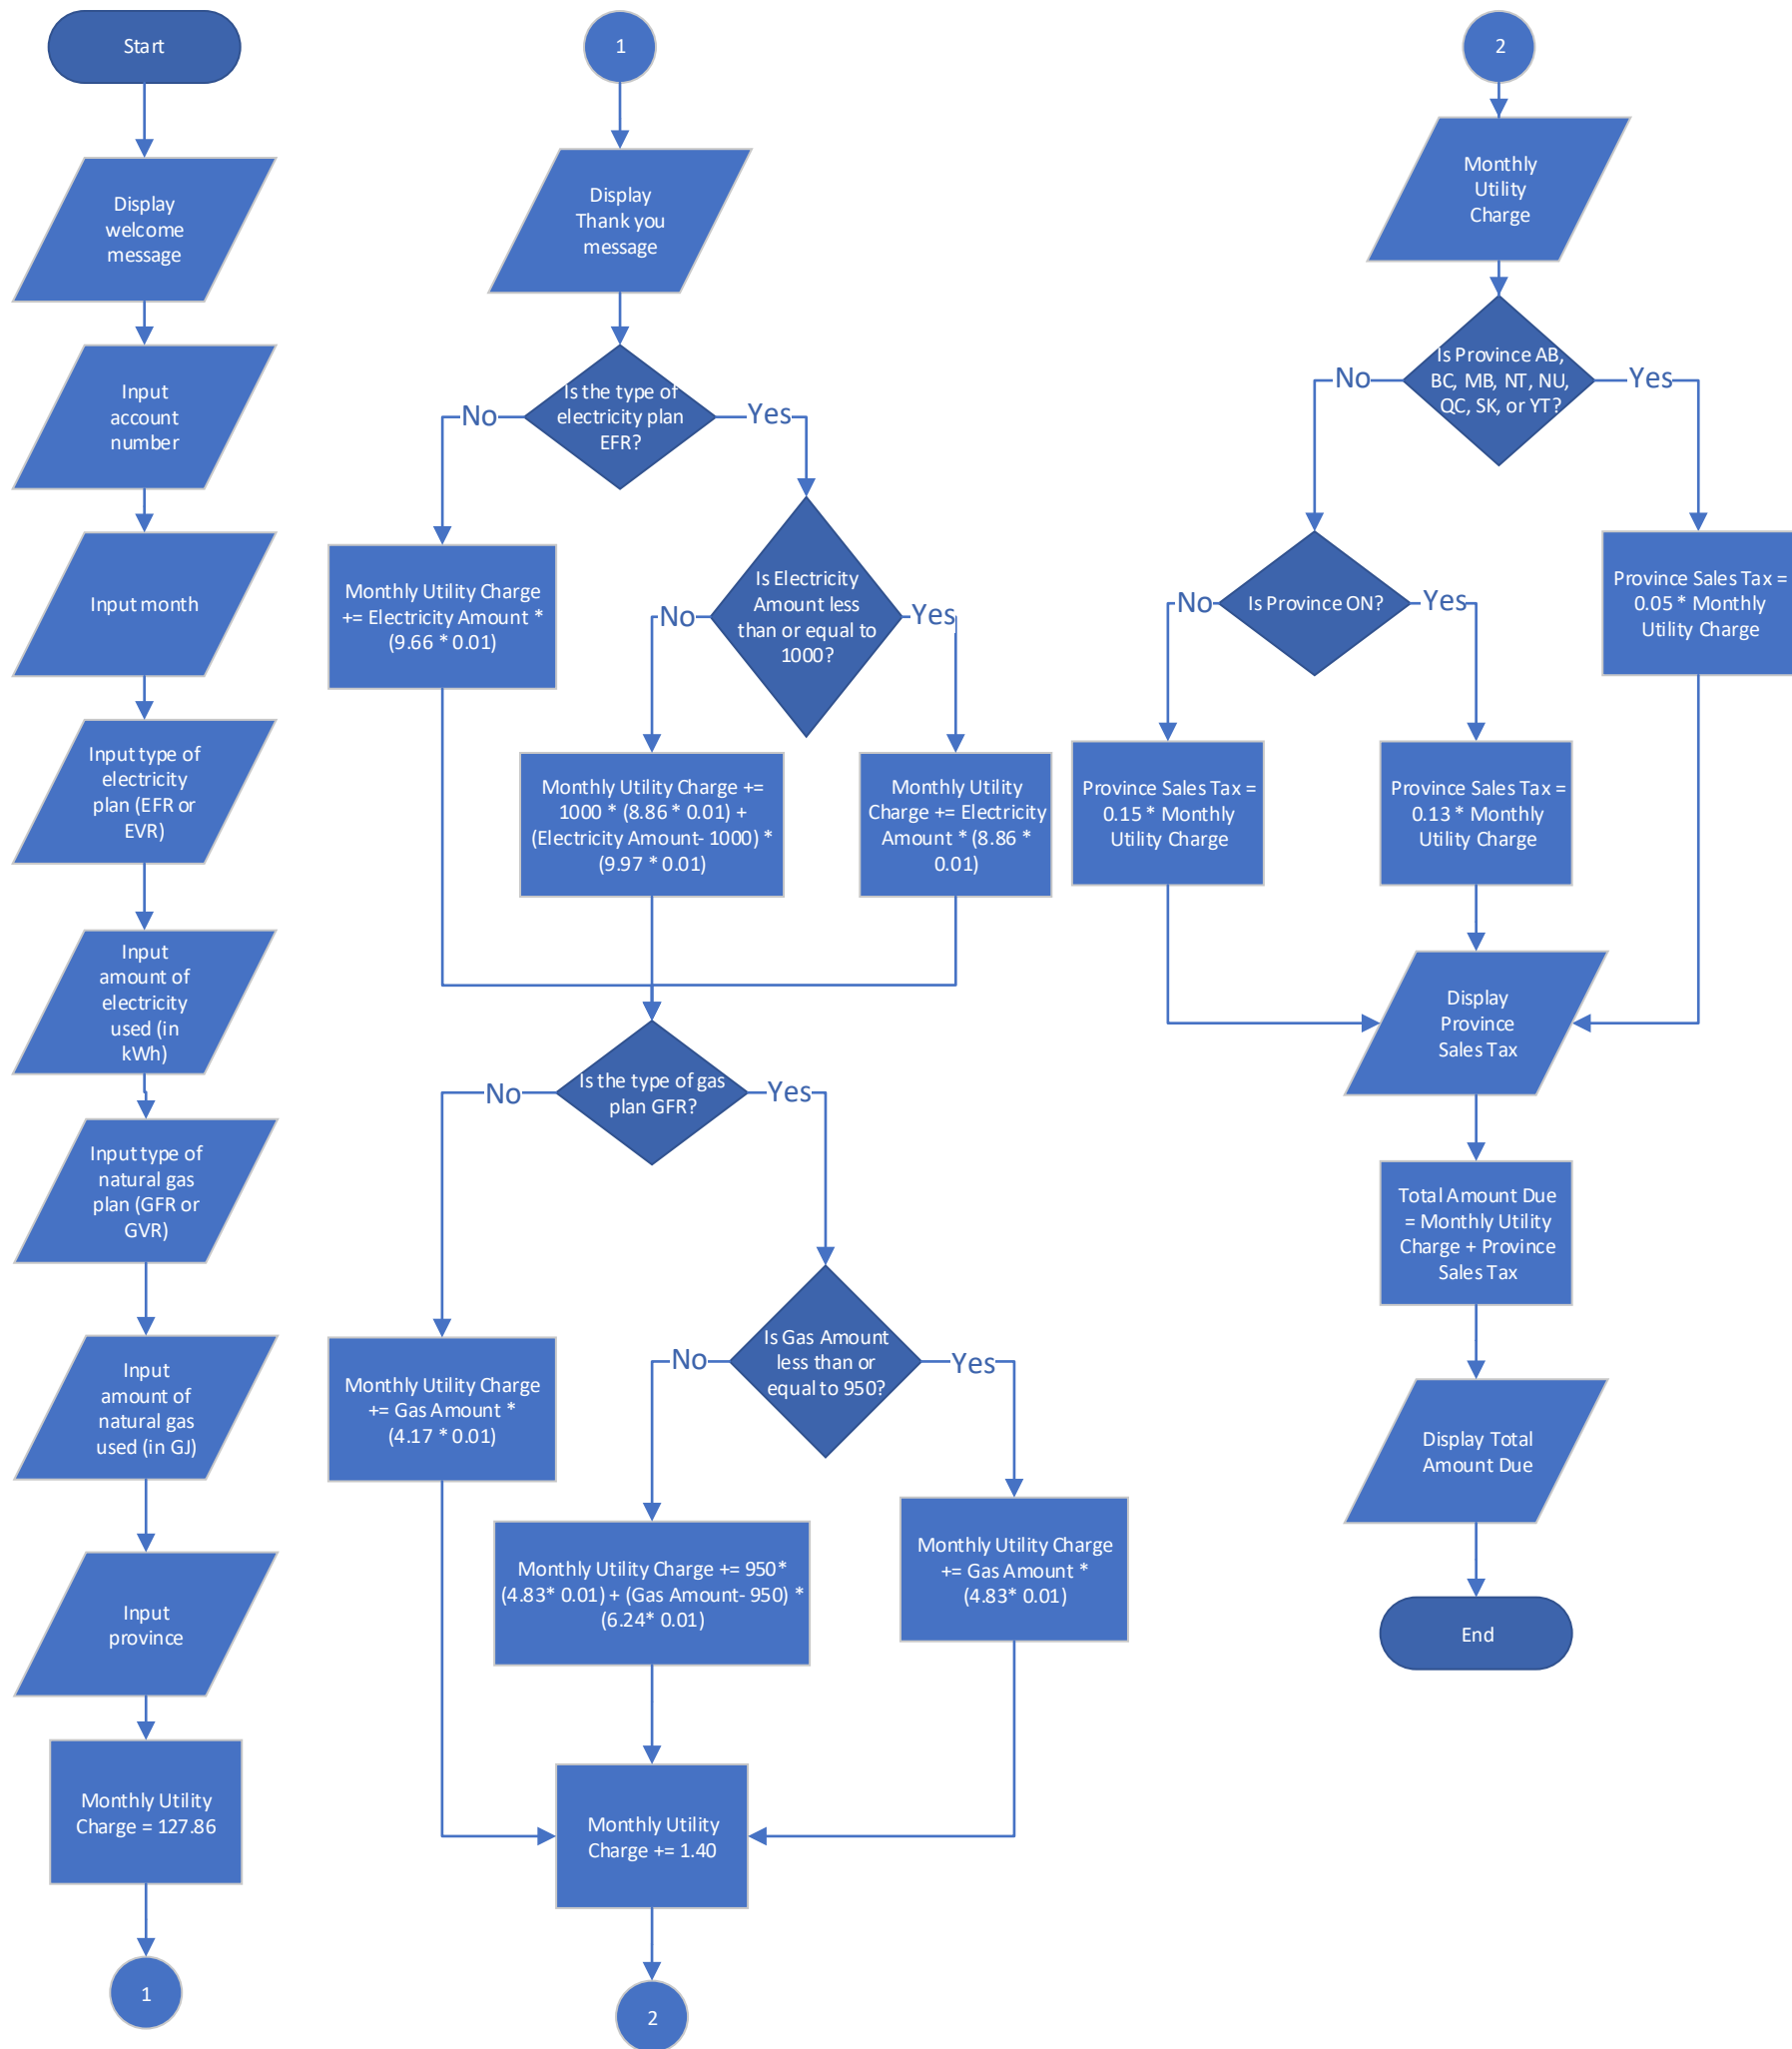 Start
Display
welcome
message
Input
account
number
Input month
Input type of
electricity
plan (EFR or
EVR)
Input
amount of
electricity
used (in
kWh)
Input type of
natural gas
plan (GFR or
GVR)
Input
amount of
natural gas
used (in GJ)
Input
province
Monthly Utility
Charge = 127.86
1
1
Display
Thank you
message
Is the type of
electricity plan
EFR?
No
Yes
Monthly Utility Charge
+= Electricity Amount *
(9.66 * 0.01)
Is Electricity
Amount less
than or equal to
1000?
No
Yes
Monthly Utility Charge +=
1000 * (8.86 * 0.01) +
(Electricity Amount- 1000) *
(9.97 * 0.01)
Monthly Utility
Charge += Electricity
Amount * (8.86 *
0.01)
Is the type of gas
plan GFR?
No
Yes
Monthly Utility Charge
+= Gas Amount *
(4.17 * 0.01)
Is Gas Amount
less than or
equal to 950?
No
Yes
Monthly Utility Charge += 950*
(4.83* 0.01) + (Gas Amount- 950) *
(6.24* 0.01)
Monthly Utility Charge
+= Gas Amount *
(4.83* 0.01)
Monthly Utility
Charge += 1.40
2
2
Monthly
Utility
Charge
Is Province AB,
BC, MB, NT, NU,
QC, SK, or YT?
No
Yes
Is Province ON?
No
Yes
Province Sales Tax =
0.05 * Monthly
Utility Charge
Province Sales Tax =
0.15 * Monthly
Utility Charge
Province Sales Tax =
0.13 * Monthly
Utility Charge
Display
Province
Sales Tax
Total Amount Due
= Monthly Utility
Charge + Province
Sales Tax
Display Total
Amount Due
End